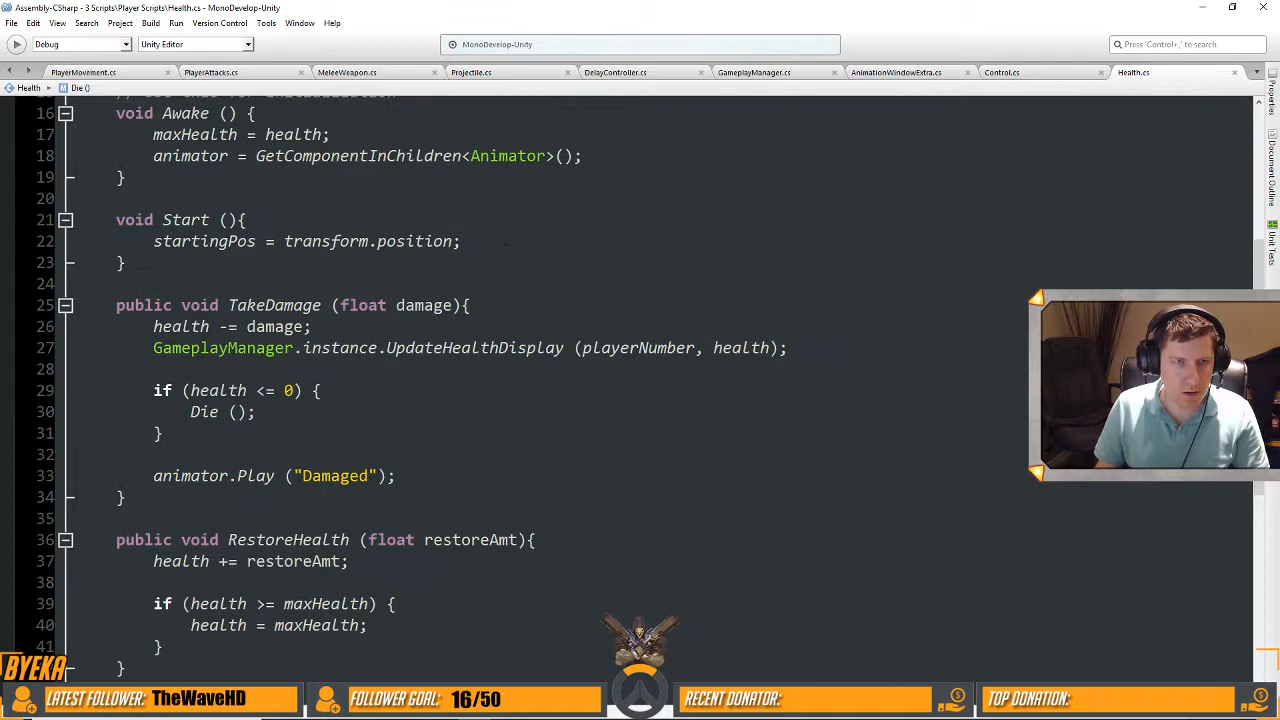 Assembly-CSharp - 3 Scripts\Player Scripts\Health.cs - MonoDevelop-Unity
File Edit View Search Project Build Run Version Control Tools Window Help
Debug Unity Editor MonoDevelop-Unity Press 'Control+,' to search
PlayerMovement.cs PlayerAttacks.cs MeleeWeapon.cs Projectile.cs DelayController.cs GameplayManager.cs AnimationWindowExtra.cs Control.cs Health.cs
Health Die ()
Properties
Document Outline
Unit Tests
16 void Awake () {
17 maxHealth = health;
18 animator = GetComponentInChildren<Animator>();
19 }
20
21 void Start (){
22 startingPos = transform.position;
23 }
24
25 public void TakeDamage (float damage){
26 health -= damage;
27 GameplayManager.instance.UpdateHealthDisplay (playerNumber, health);
28
29 if (health <= 0) {
30 Die ();
31 }
32
33 animator.Play ("Damaged");
34 }
35
36 public void RestoreHealth (float restoreAmt){
37 health += restoreAmt;
38
39 if (health >= maxHealth) {
40 health = maxHealth;
41 }
}
BYEKA
LATEST FOLLOWER: TheWaveHD FOLLOWER GOAL: 16/50 RECENT DONATOR: TOP DONATION: